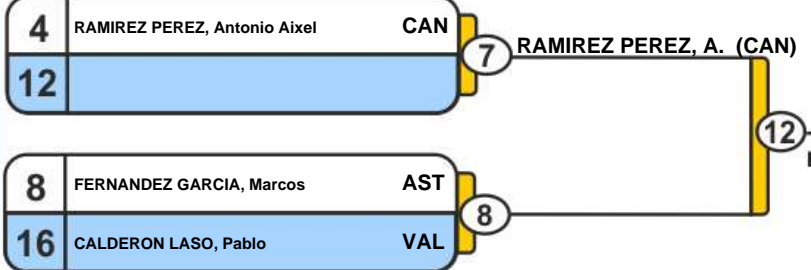 4 RAMIREZ PEREZ, Antonio Aixel CAN
12
7
RAMIREZ PEREZ, A. (CAN)
12
8 FERNANDEZ GARCIA, Marcos AST
16 CALDERON LASO, Pablo VAL
8